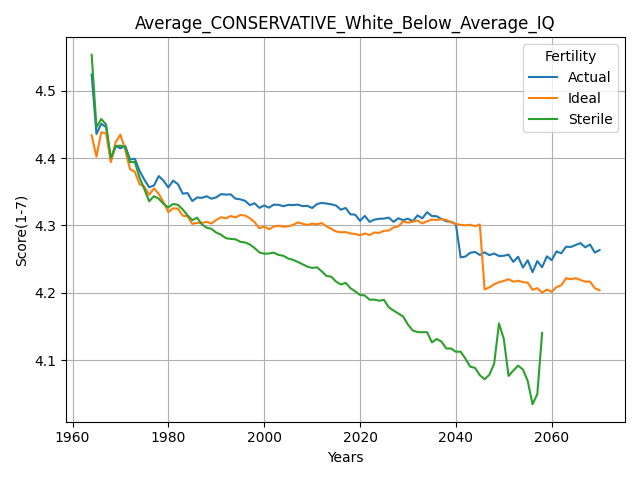 Average_CONSERVATIVE_White_Below_Average_IQ
Fertility
Actual
Ideal
Sterile
Score(1-7)
4.5
4.4
4.3
4.2
4.1
1960
1980
2000
2020
2040
2060
Years